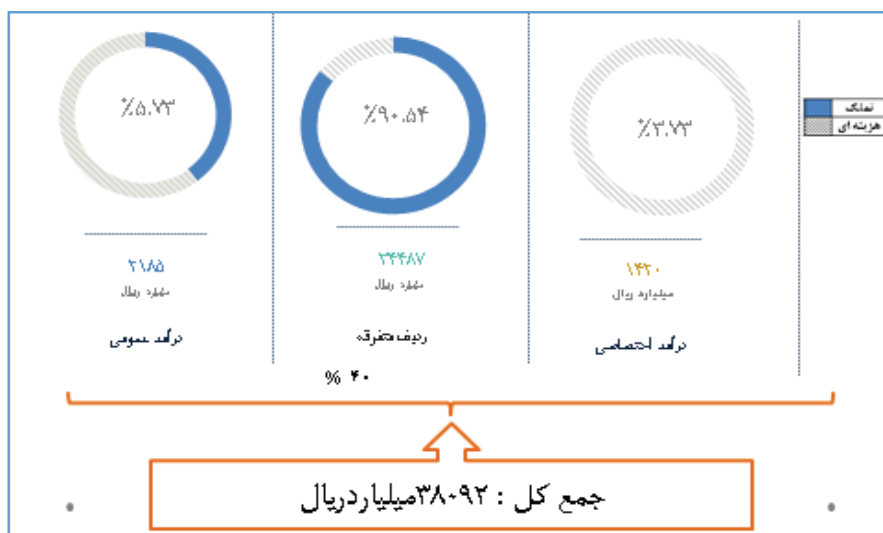 تملک
هزینه ای
٪۳.۷۳
۱۴۲۰
میلیارد ریال
درآمد اختصاصی
٪۹۰.۵۴
۳۴۴۸۷
میلیارد ریال
ردیف متفرقه
% ۴۰
٪۵.۷۳
۲۱۸۵
میلیارد ریال
درآمد عمومی
جمع کل : ۳۸۰۹۲میلیاردریال